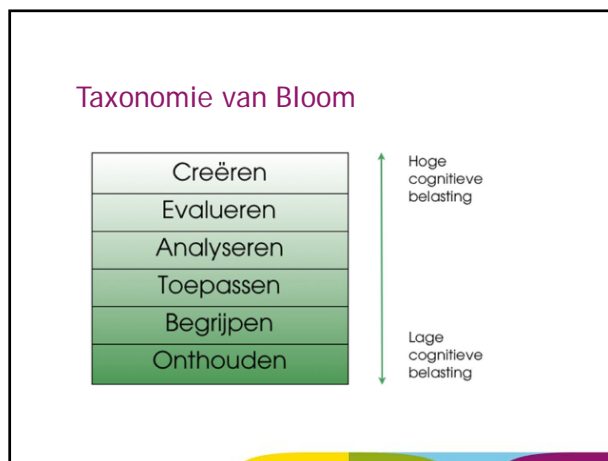 Taxonomie van Bloom
Creëren
Evalueren
Analyseren
Toepassen
Begrijpen
Onthouden
Hoge
cognitieve
belasting
Lage
cognitieve
belasting